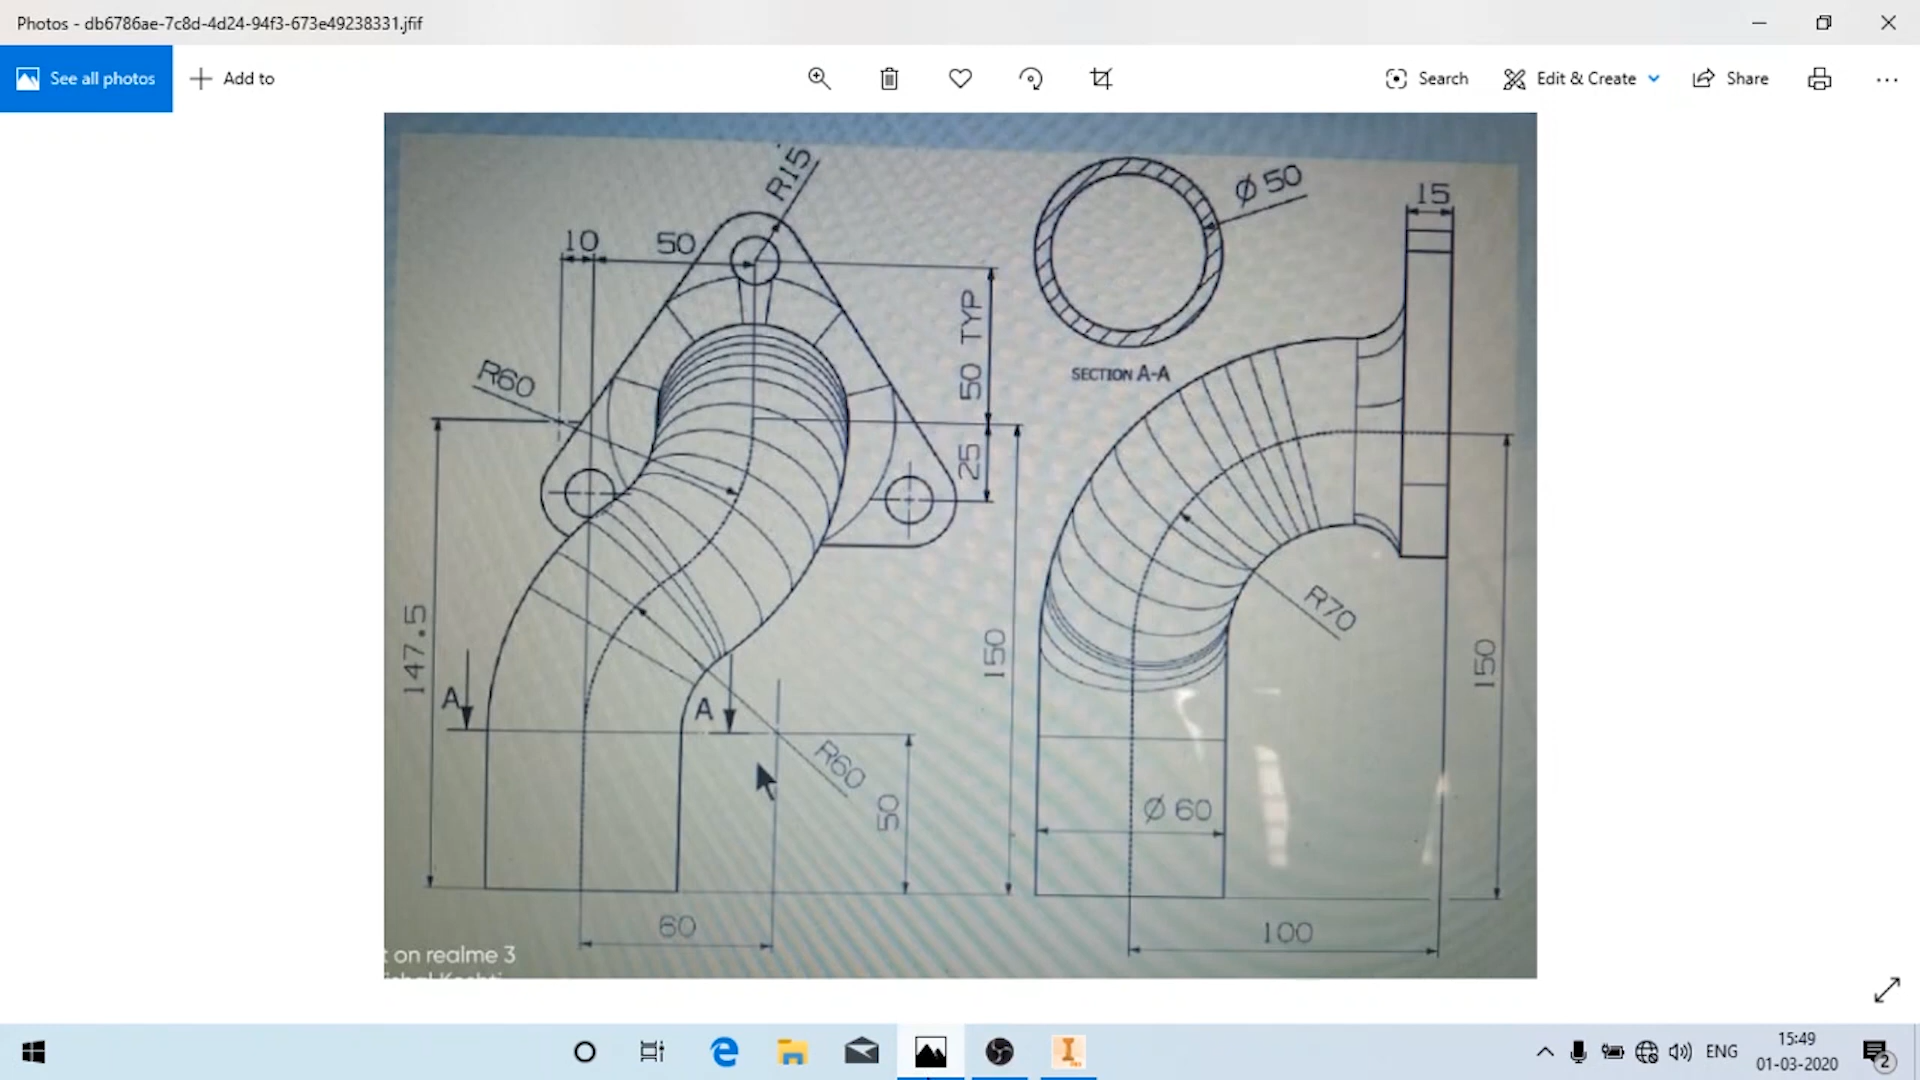 Photos - db6786ae-7c8d-4d24-94f3-673e49238331.jfif
See all photos
Add to
Search
Edit & Create
Share
R15
10
50
50 TYP
25
R60
147.5
A
A
R60
50
60
150
Ø 50
SECTION A-A
15
R70
150
Ø 60
100
t on realme 3
ENG
15:49
01-03-2020
2